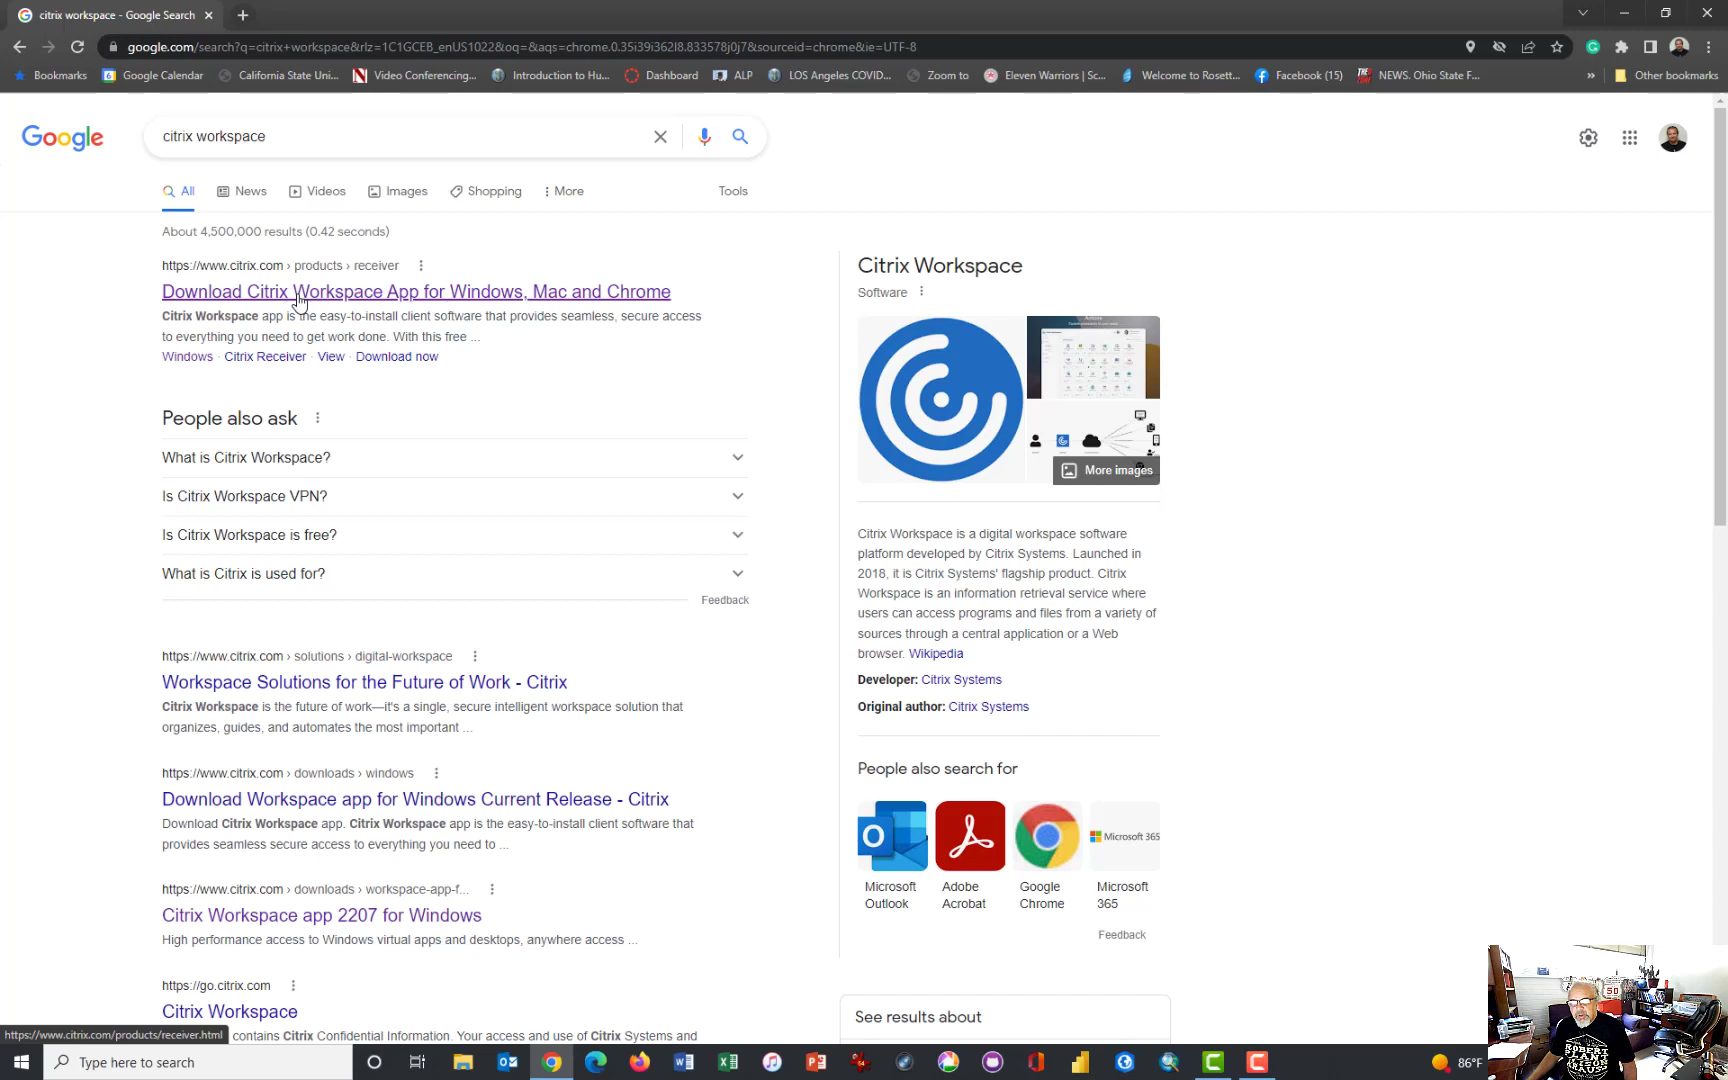 citrix workspace - Google Search
google.com/search?q=citrix+workspace&rlz=1C1GCEB_enUS1022&oq=&aqs=chrome.0.35i39i362l8.833578j0j7&sourceid=chrome&ie=UTF-8
Bookmarks Google Calendar California State Uni... Video Conferencing... Introduction to Hu... Dashboard ALP LOS Angeles COVID... Zoom to Eleven Warriors | Sc... Welcome to Rosett... Facebook (15) NEWS. Ohio State F... » Other bookmarks
Google
citrix workspace
All News Videos Images Shopping More Tools
About 4,500,000 results (0.42 seconds)
https://www.citrix.com › products › receiver
Download Citrix Workspace App for Windows, Mac and Chrome
Citrix Workspace app is the easy-to-install client software that provides seamless, secure access
to everything you need to get work done. With this free ...
Windows · Citrix Receiver · View · Download now
People also ask
What is Citrix Workspace?
Is Citrix Workspace VPN?
Is Citrix Workspace is free?
What is Citrix is used for?
Feedback
https://www.citrix.com › solutions › digital-workspace
Workspace Solutions for the Future of Work - Citrix
Citrix Workspace is the future of work—it's a single, secure intelligent workspace solution that
organizes, guides, and automates the most important ...
https://www.citrix.com › downloads › windows
Download Workspace app for Windows Current Release - Citrix
Download Citrix Workspace app. Citrix Workspace app is the easy-to-install client software that
provides seamless secure access to everything you need to ...
https://www.citrix.com › downloads › workspace-app-f...
Citrix Workspace app 2207 for Windows
High performance access to Windows virtual apps and desktops, anywhere access ...
https://go.citrix.com
Citrix Workspace
contains Citrix Confidential Information. Your access and use of Citrix Systems and
https://www.citrix.com/products/receiver.html
Citrix Workspace
Software
More images
Citrix Workspace is a digital workspace software
platform developed by Citrix Systems. Launched in
2018, it is Citrix Systems' flagship product. Citrix
Workspace is an information retrieval service where
users can access programs and files from a variety of
sources through a central application or a Web
browser. Wikipedia
Developer: Citrix Systems
Original author: Citrix Systems
People also search for
Microsoft 365
Microsoft Outlook
Adobe Acrobat
Google Chrome
Microsoft 365
Feedback
See results about
ROBERT
PLANT
Type here to search
86°F